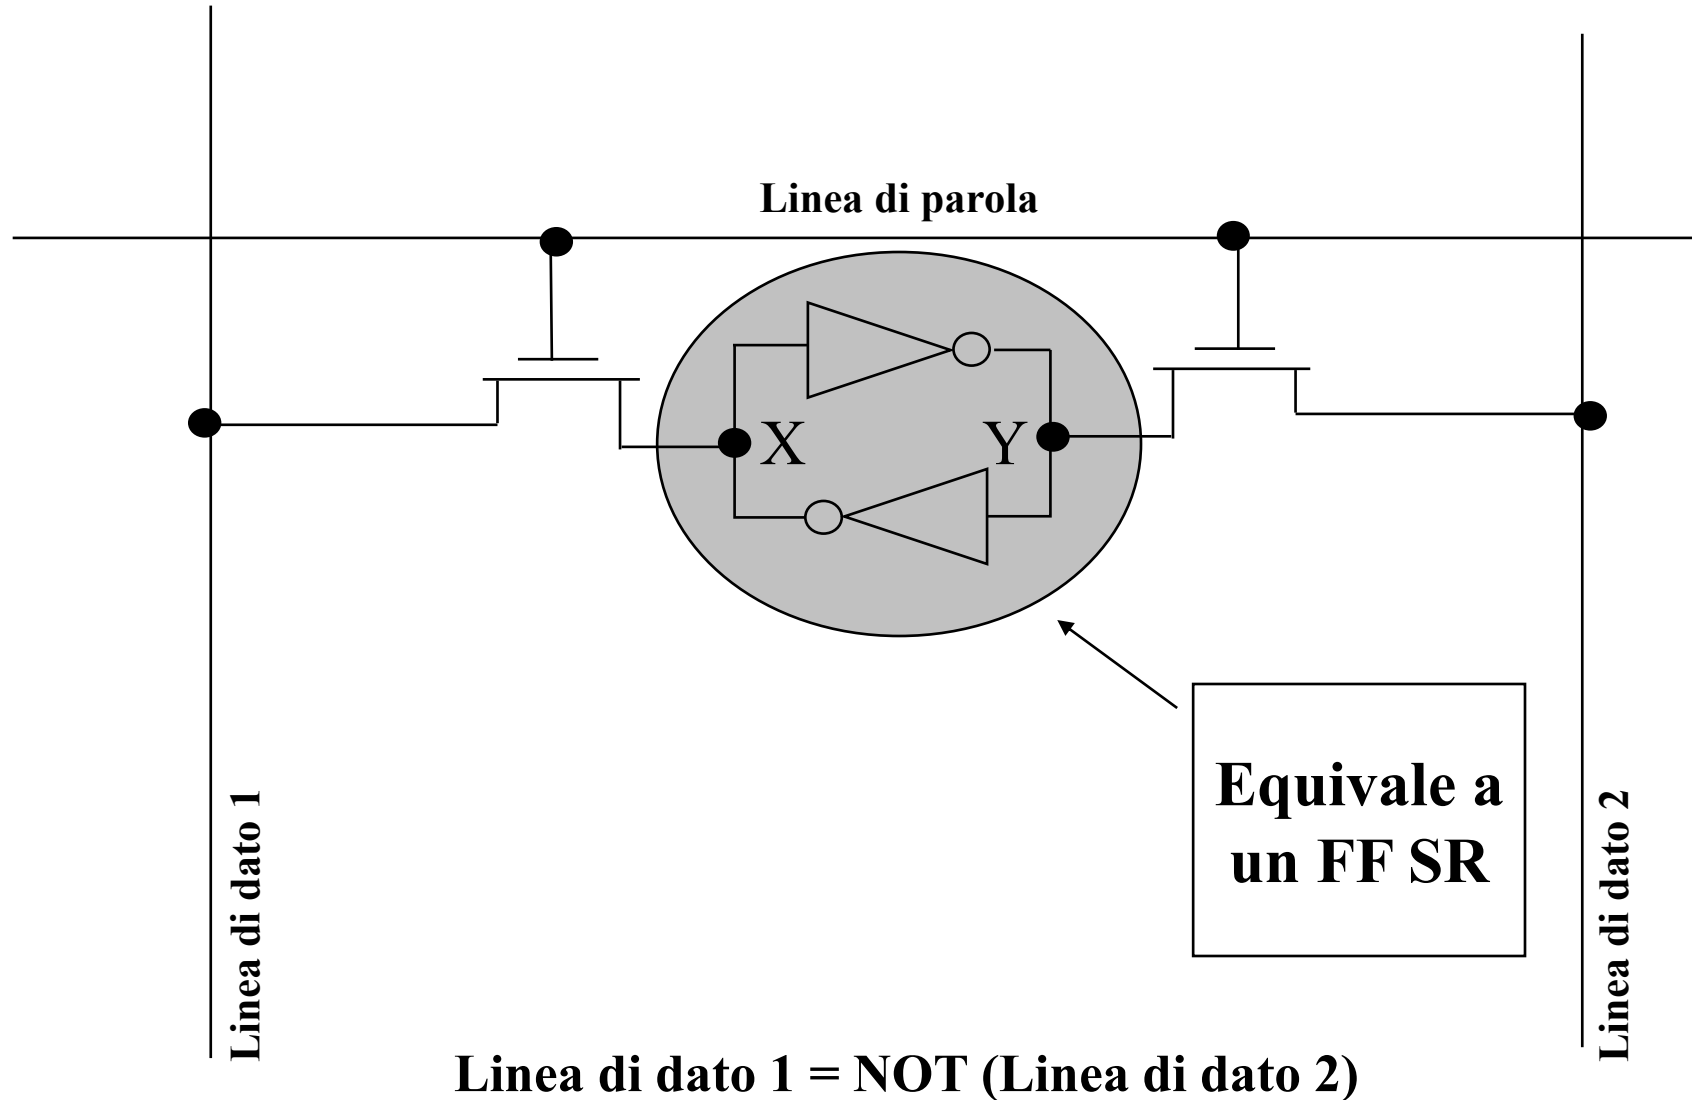 Linea di parola
X
Y
Equivale a
un FF SR
Linea di dato 1
Linea di dato 2
Linea di dato 1 = NOT (Linea di dato 2)